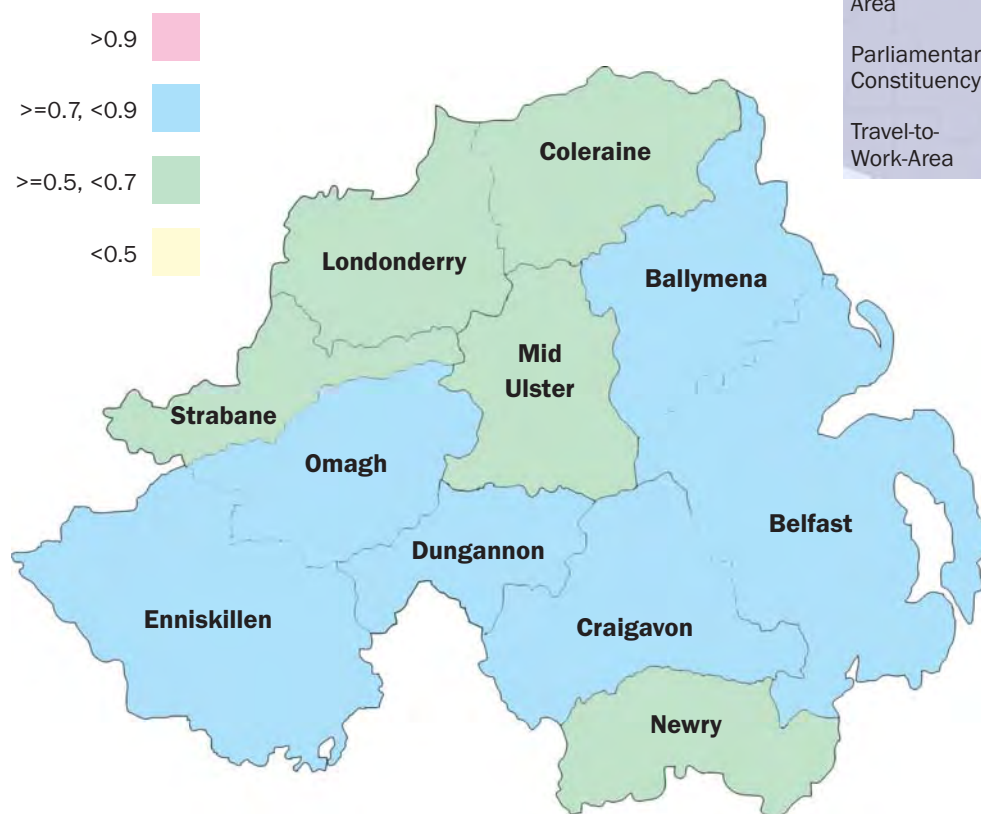 >0.9
>=0.7, <0.9
>=0.5, <0.7
<0.5
Area
Parliamentar
Constituency
Travel-to-
Work-Area
Coleraine
Londonderry
Ballymena
Mid
Ulster
Strabane
Omagh
Belfast
Dungannon
Enniskillen
Craigavon
Newry